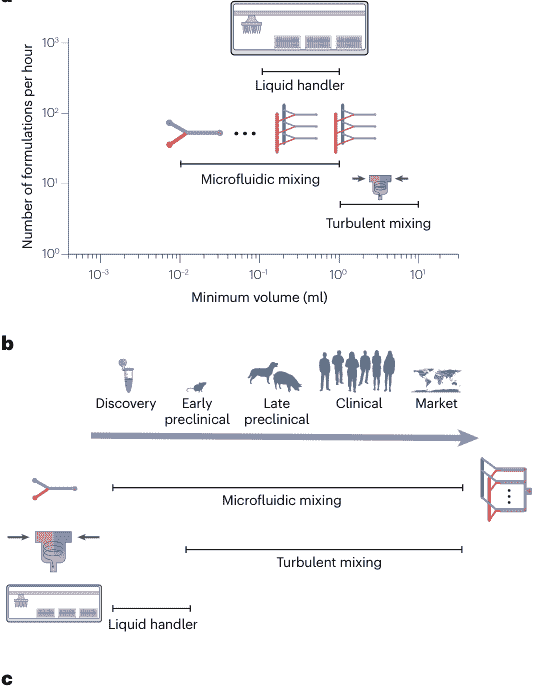 a
Number of formulations per hour
10³
10²
10¹
10⁰
Liquid handler
Microfluidic mixing
Turbulent mixing
10⁻³
10⁻²
10⁻¹
10⁰
10¹
Minimum volume (ml)
b
Discovery
Early
preclinical
Late
preclinical
Clinical
Market
Microfluidic mixing
Turbulent mixing
Liquid handler
c